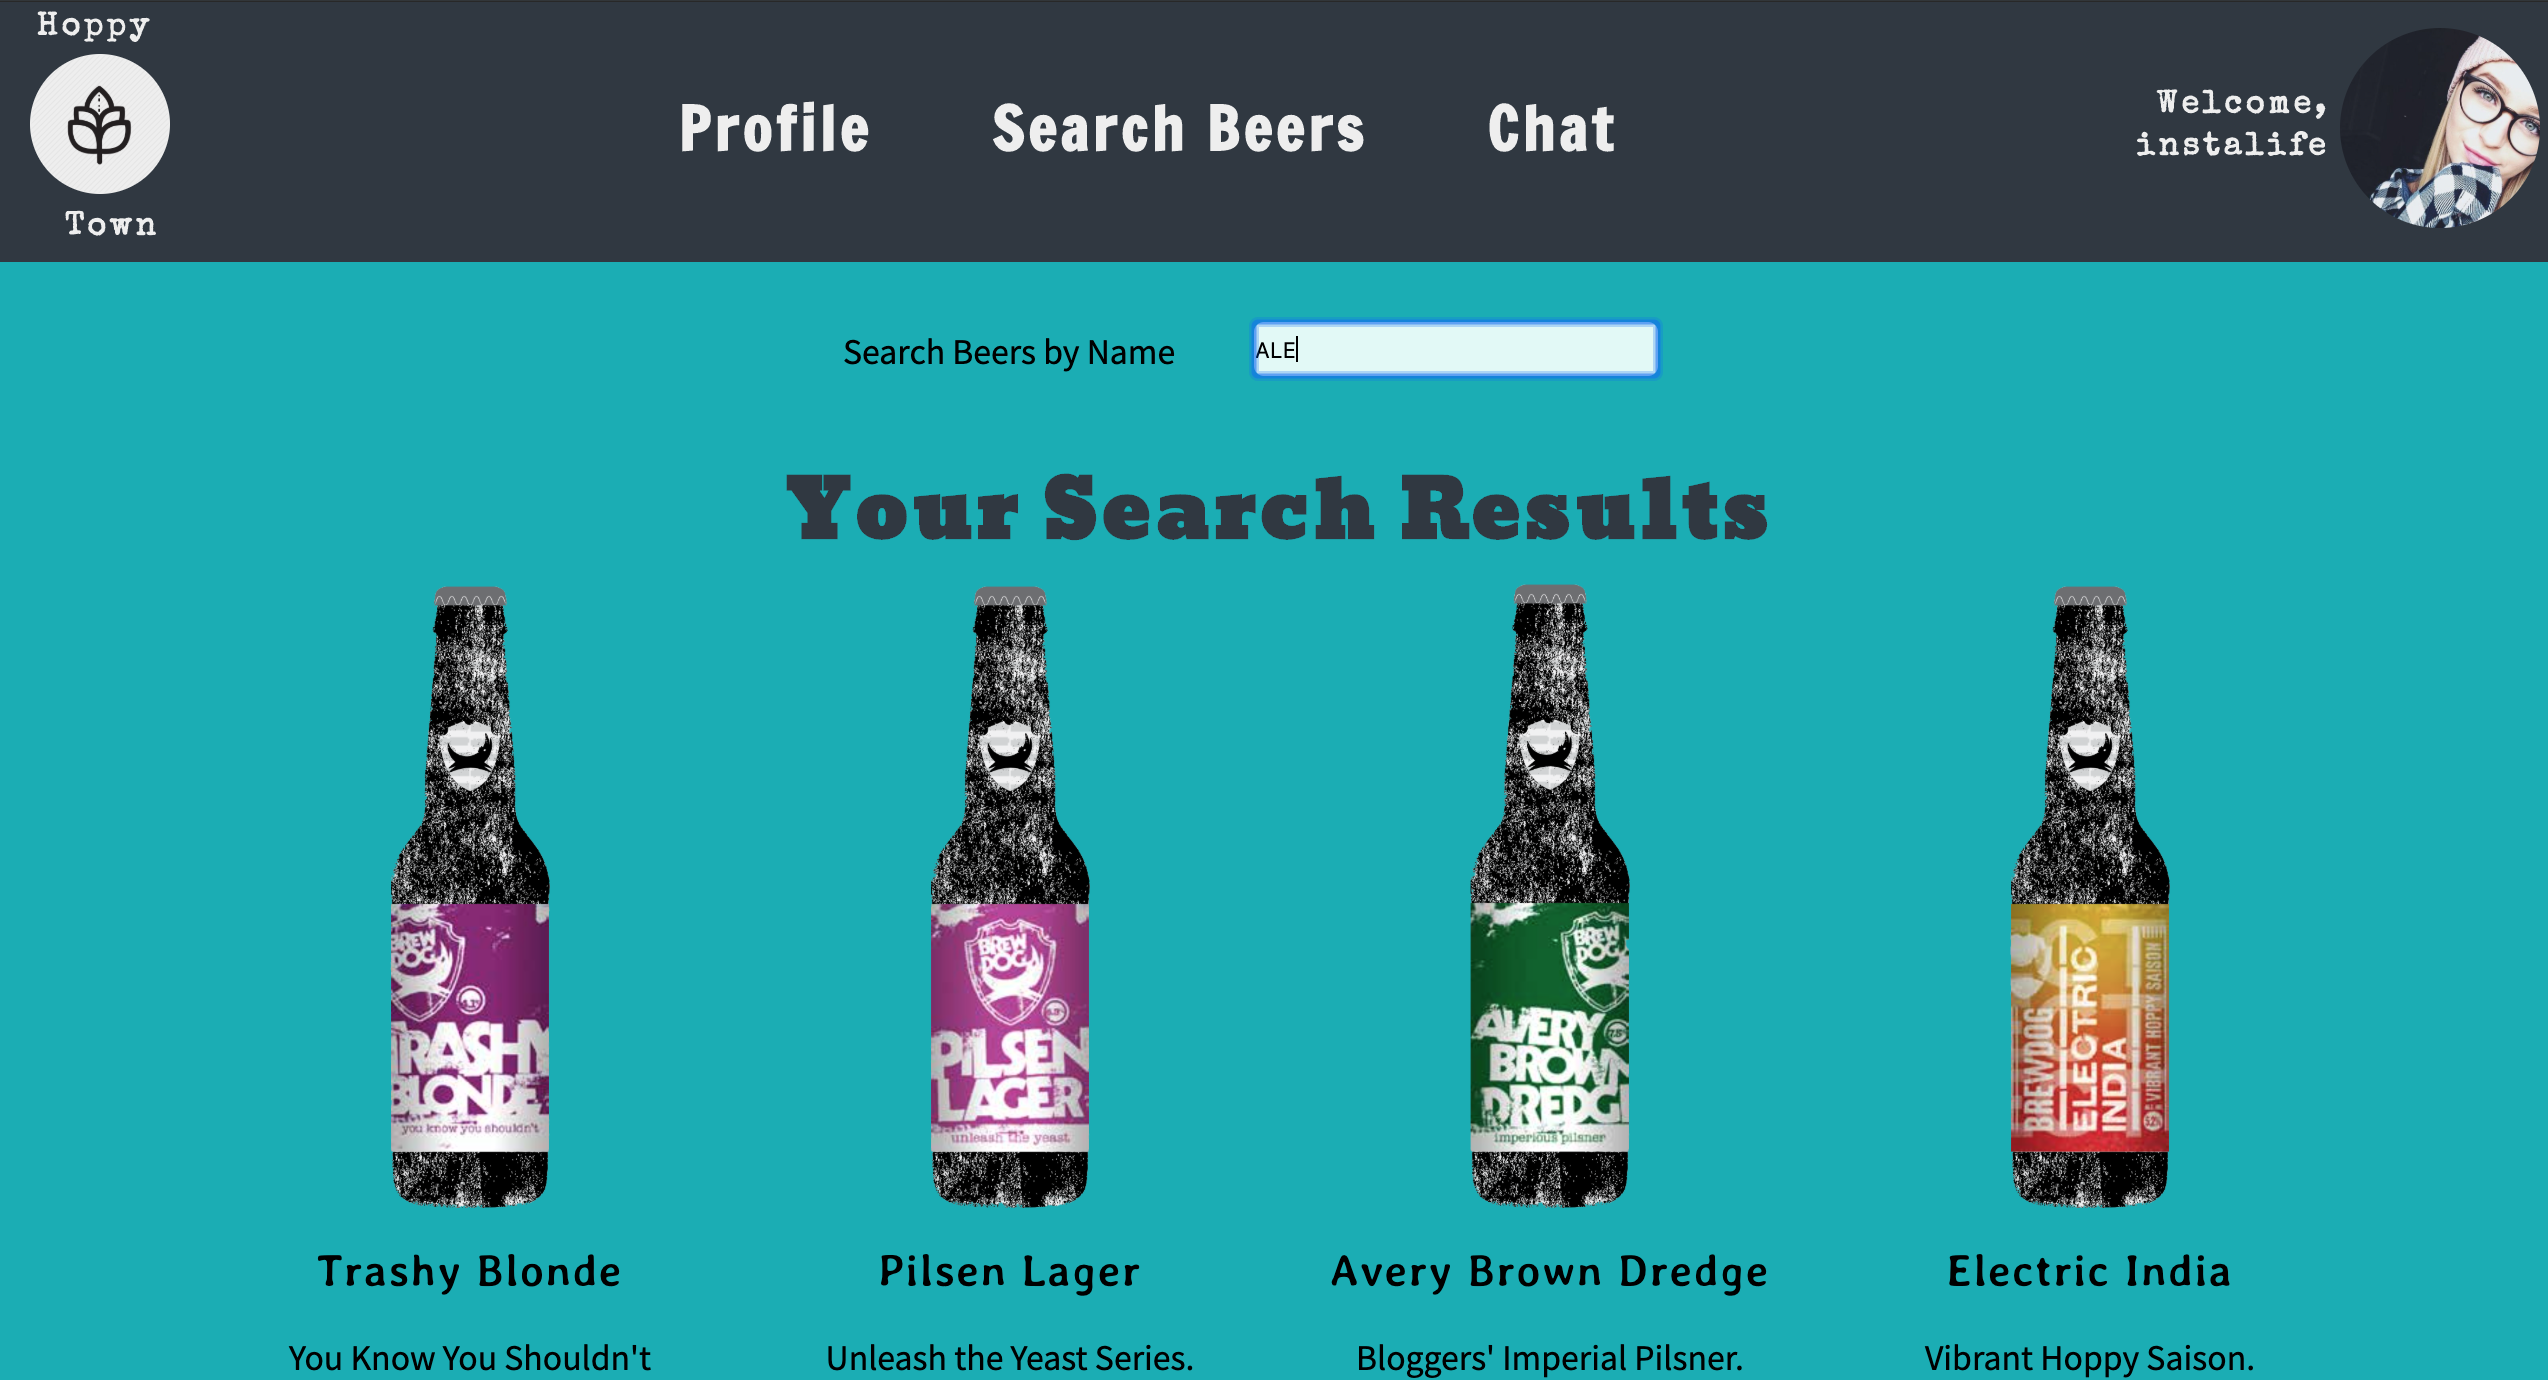 Hoppy
Town
Profile Search Beers Chat
Welcome,
instalife
Search Beers by Name ALE
Your Search Results
BREW
DOG
TRASHY
BLONDE
you know you shouldn't
BREW
DOG
PILSEN
LAGER
unleash the yeast
BREW
DOG
AVERY
BROWN
DREDGE
imperious pilsner
BREWDOG
ELECTRIC
INDIA
VIBRANT HOPPY SAISON
Trashy Blonde Pilsen Lager Avery Brown Dredge Electric India
You Know You Shouldn't Unleash the Yeast Series. Bloggers' Imperial Pilsner. Vibrant Hoppy Saison.